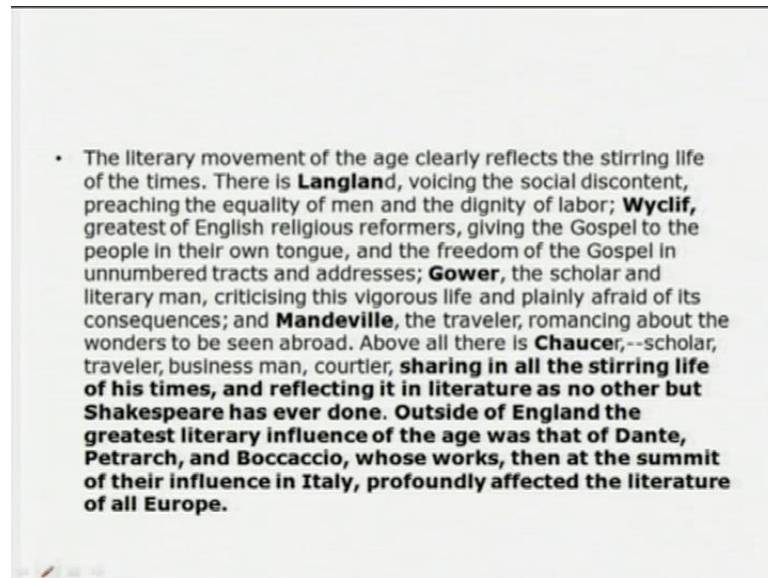 • The literary movement of the age clearly reflects the stirring life
of the times. There is Langland, voicing the social discontent,
preaching the equality of men and the dignity of labor; Wyclif,
greatest of English religious reformers, giving the Gospel to the
people in their own tongue, and the freedom of the Gospel in
unnumbered tracts and addresses; Gower, the scholar and
literary man, criticising this vigorous life and plainly afraid of its
consequences; and Mandeville, the traveler, romancing about the
wonders to be seen abroad. Above all there is Chaucer,--scholar,
traveler, business man, courtier, sharing in all the stirring life
of his times, and reflecting it in literature as no other but
Shakespeare has ever done. Outside of England the
greatest literary influence of the age was that of Dante,
Petrarch, and Boccaccio, whose works, then at the summit
of their influence in Italy, profoundly affected the literature
of all Europe.